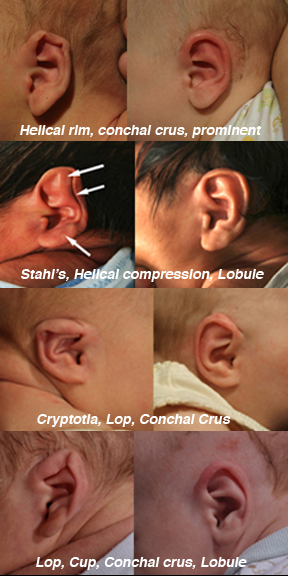 Helical rim, conchal crus, prominent
Stahl's, Helical compression, Lobule
Cryptotia, Lop, Conchal Crus
Lop, Cup, Conchal crus, Lobule